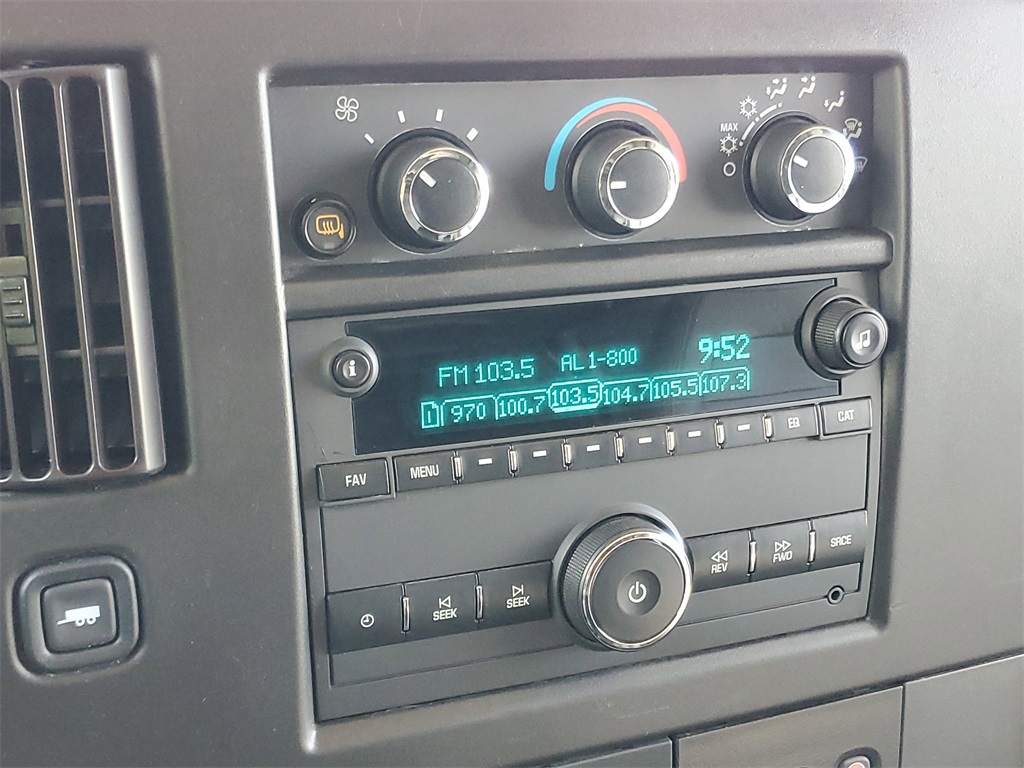 MAX
i
FM 103.5 AL 1-800 9:52
1 970 100.7 103.5 104.7 105.5 107.3
FAV MENU EQ CAT
SEEK SEEK REV FWD SRCE